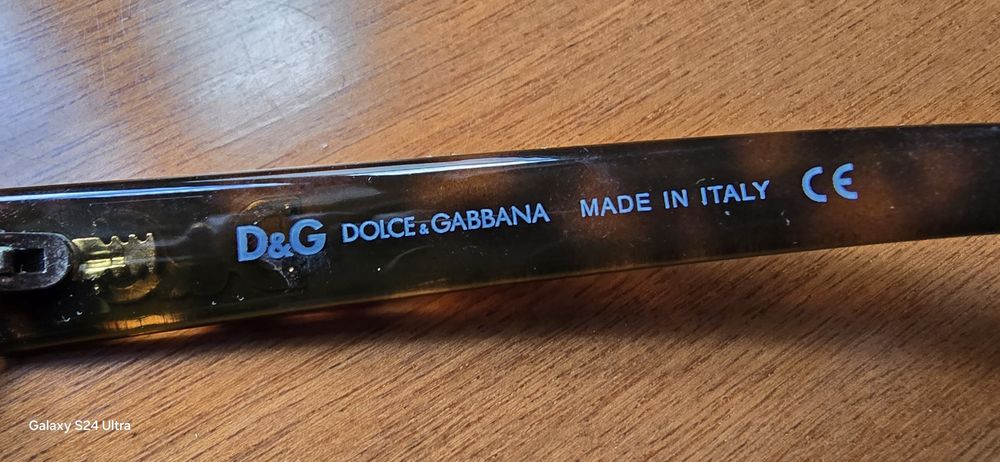 D&G DOLCE & GABBANA MADE IN ITALY CE
Galaxy S24 Ultra